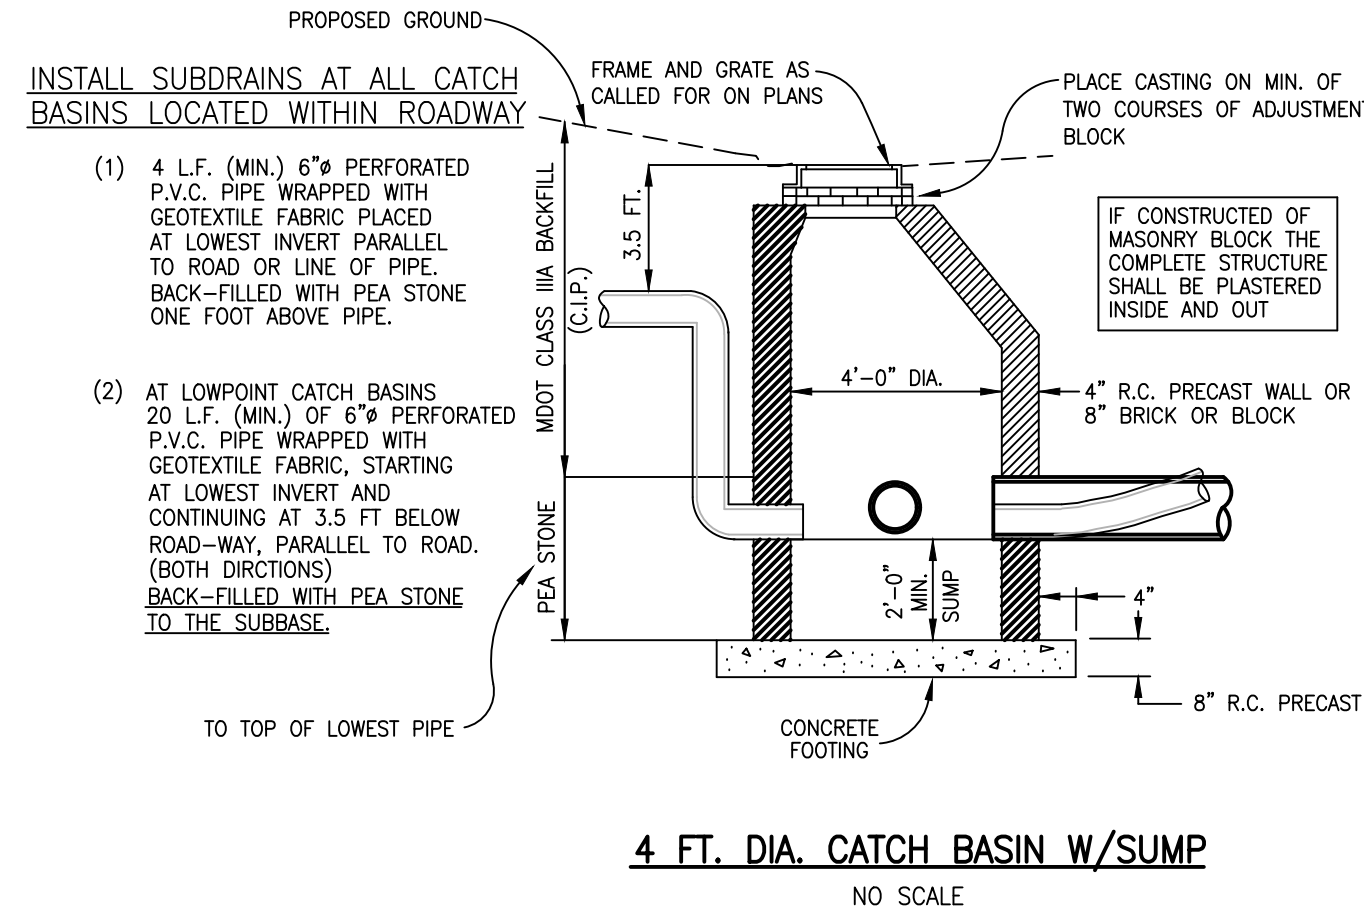 PROPOSED GROUND
INSTALL SUBDRAINS AT ALL CATCH
BASINS LOCATED WITHIN ROADWAY
(1) 4 L.F. (MIN.) 6"ø PERFORATED
P.V.C. PIPE WRAPPED WITH
GEOTEXTILE FABRIC PLACED
AT LOWEST INVERT PARALLEL
TO ROAD OR LINE OF PIPE.
BACK-FILLED WITH PEA STONE
ONE FOOT ABOVE PIPE.
(2) AT LOWPOINT CATCH BASINS
20 L.F. (MIN.) OF 6"ø PERFORATED
P.V.C. PIPE WRAPPED WITH
GEOTEXTILE FABRIC, STARTING
AT LOWEST INVERT AND
CONTINUING AT 3.5 FT BELOW
ROAD-WAY, PARALLEL TO ROAD.
(BOTH DIRCTIONS)
BACK-FILLED WITH PEA STONE
TO THE SUBBASE.
TO TOP OF LOWEST PIPE
MDOT CLASS IIIA BACKFILL
(C.I.P.)
PEA STONE
3.5 FT.
FRAME AND GRATE AS
CALLED FOR ON PLANS
PLACE CASTING ON MIN. OF
TWO COURSES OF ADJUSTMENT
BLOCK
IF CONSTRUCTED OF
MASONRY BLOCK THE
COMPLETE STRUCTURE
SHALL BE PLASTERED
INSIDE AND OUT
4'-0" DIA.
4" R.C. PRECAST WALL OR
8" BRICK OR BLOCK
2'-0"
MIN.
SUMP
4"
8" R.C. PRECAST
CONCRETE
FOOTING
4 FT. DIA. CATCH BASIN W/SUMP
NO SCALE